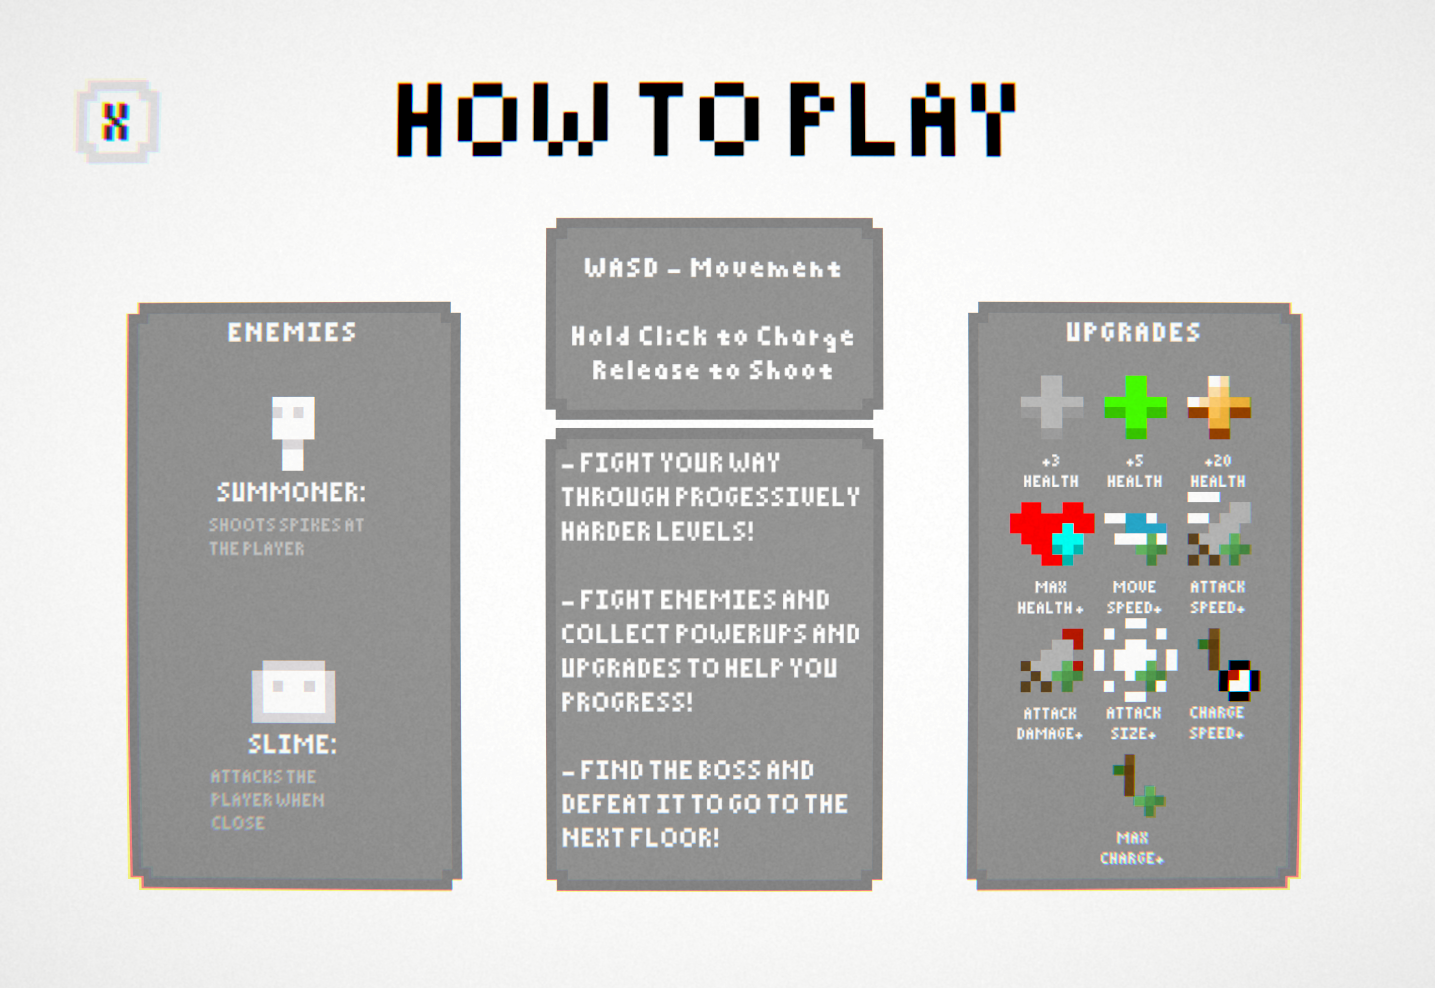 X
HOW TO PLAY
ENEMIES
SUMMONER:
SHOOTS SPIKES AT
THE PLAYER
SLIME:
ATTACKS THE
PLAYER WHEN
CLOSE
WASD - Movement
Hold Click to Charge
Release to Shoot
- FIGHT YOUR WAY
THROUGH PROGESSIVELY
HARDER LEVELS!
- FIGHT ENEMIES AND
COLLECT POWERUPS AND
UPGRADES TO HELP YOU
PROGRESS!
- FIND THE BOSS AND
DEFEAT IT TO GO TO THE
NEXT FLOOR!
UPGRADES
+3
HEALTH
+5
HEALTH
+20
HEALTH
MAX
HEALTH+
MOVE
SPEED+
ATTACK
SPEED+
ATTACK
DAMAGE+
ATTACK
SIZE+
CHARGE
SPEED+
MAX
CHARGE+